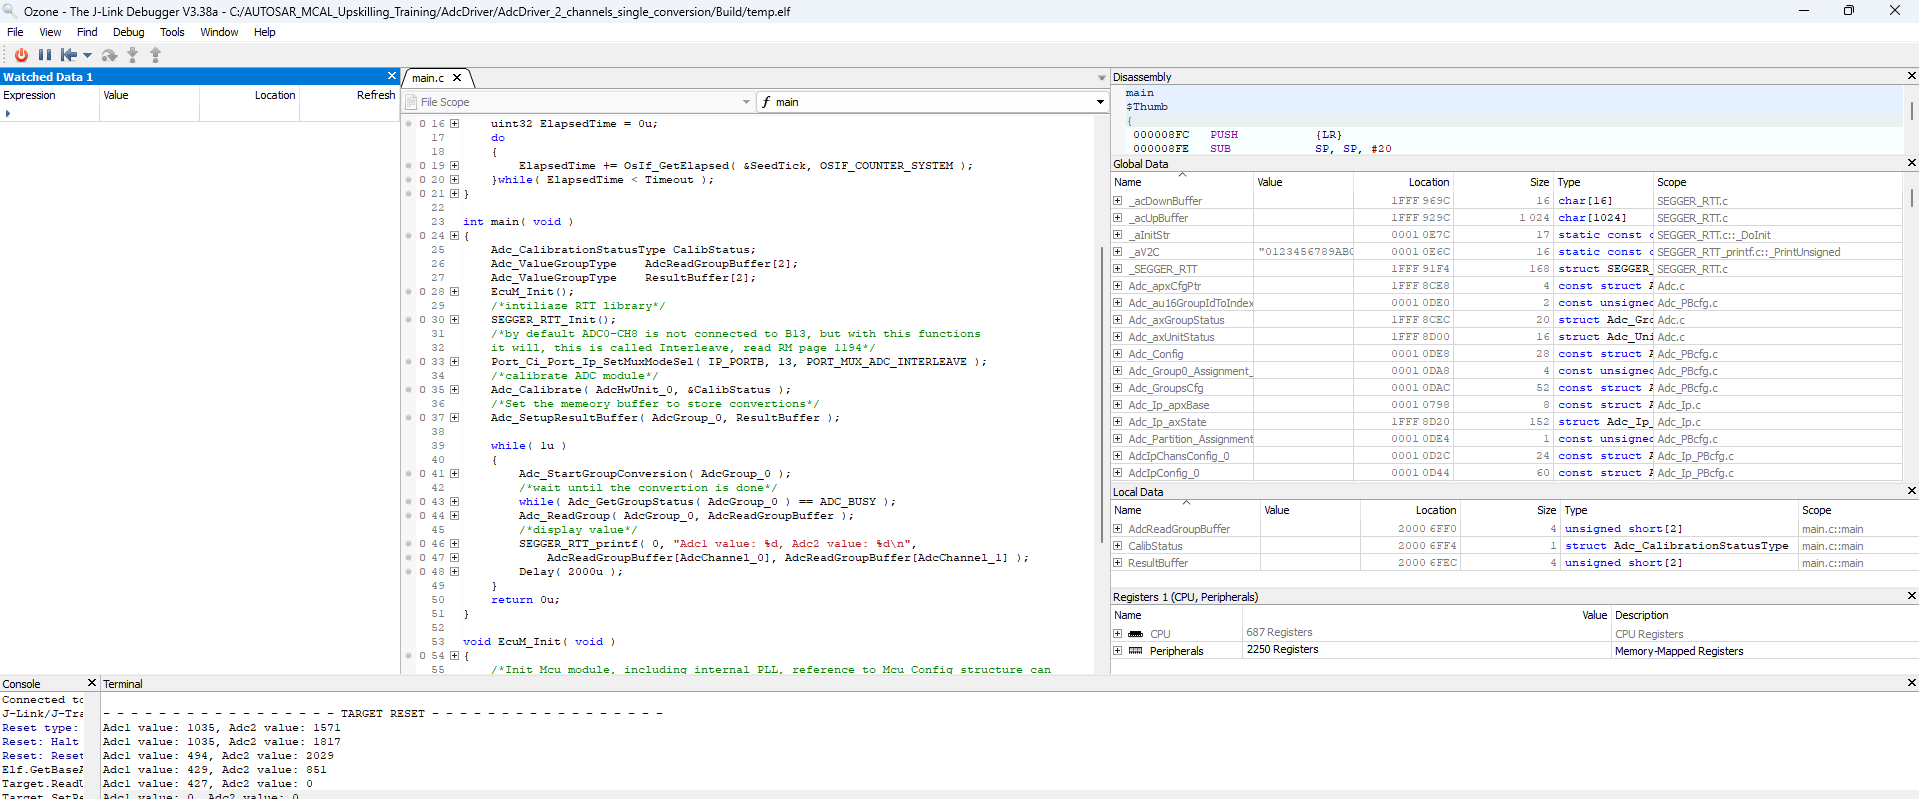 Ozone - The J-Link Debugger V3.38a - C:/AUTOSAR_MCAL_Upskilling_Training/AdcDriver/AdcDriver_2_channels_single_conversion/Build/temp.elf
File View Find Debug Tools Window Help
Watched Data 1
Expression Value Location Refresh
main.c
File Scope
main
16 uint32 ElapsedTime = 0u;
17 do
18 {
19 ElapsedTime += OsIf_GetElapsed( &SeedTick, OSIF_COUNTER_SYSTEM );
20 }while( ElapsedTime < Timeout );
21 }
22
23 int main( void )
24 {
25 Adc_CalibrationStatusType CalibStatus;
26 Adc_ValueGroupType AdcReadGroupBuffer[2];
27 Adc_ValueGroupType ResultBuffer[2];
28 EcuM_Init();
29 /*intiliaze RTT library*/
30 SEGGER_RTT_Init();
31 /*by default ADC0-CH8 is not connected to B13, but with this functions
32 it will, this is called Interleave, read RM page 1194*/
33 Port_Ci_Port_Ip_SetMuxModeSel( IP_PORTB, 13, PORT_MUX_ADC_INTERLEAVE );
34 /*calibrate ADC module*/
35 Adc_Calibrate( AdcHwUnit_0, &CalibStatus );
36 /*Set the memeory buffer to store convertions*/
37 Adc_SetupResultBuffer( AdcGroup_0, ResultBuffer );
38
39 while( 1u )
40 {
41 Adc_StartGroupConversion( AdcGroup_0 );
42 /*wait until the convertion is done*/
43 while( Adc_GetGroupStatus( AdcGroup_0 ) == ADC_BUSY );
44 Adc_ReadGroup( AdcGroup_0, AdcReadGroupBuffer );
45 /*display value*/
46 SEGGER_RTT_printf( 0, "Adc1 value: %d, Adc2 value: %d\n",
47 AdcReadGroupBuffer[AdcChannel_0], AdcReadGroupBuffer[AdcChannel_1] );
48 Delay( 2000u );
49 }
50 return 0u;
51 }
52
53 void EcuM_Init( void )
54 {
55 /*Init Mcu module, including internal PLL, reference to Mcu Config structure can
Disassembly
main
$Thumb
{
000008FC PUSH {LR}
000008FE SUB SP, SP, #20
Global Data
Name Value Location Size Type Scope
_acDownBuffer 1FFF 969C 16 char[16] SEGGER_RTT.c
_acUpBuffer 1FFF 929C 1 024 char[1024] SEGGER_RTT.c
_aInitStr 0001 0E7C 17 static const c SEGGER_RTT.c::_DoInit
_aV2C "0123456789ABC 0001 0E6C 16 static const c SEGGER_RTT_printf.c::_PrintUnsigned
_SEGGER_RTT 1FFF 91F4 168 struct SEGGER_ SEGGER_RTT.c
Adc_apxCfgPtr 1FFF 8CE8 4 const struct A Adc.c
Adc_au16GroupIdToIndex 0001 0DE0 2 const unsigned Adc_PBcfg.c
Adc_axGroupStatus 1FFF 8CEC 20 struct Adc_Gro Adc.c
Adc_axUnitStatus 1FFF 8D00 16 struct Adc_Uni Adc.c
Adc_Config 0001 0DE8 28 const struct A Adc_PBcfg.c
Adc_Group0_Assignment_ 0001 0DA8 4 const unsigned Adc_PBcfg.c
Adc_GroupsCfg 0001 0DAC 52 const struct A Adc_PBcfg.c
Adc_Ip_apxBase 0001 0798 8 const struct A Adc_Ip.c
Adc_Ip_axState 1FFF 8D20 152 struct Adc_Ip_ Adc_Ip.c
Adc_Partition_Assignment 0001 0DE4 1 const unsigned Adc_PBcfg.c
AdcIpChansConfig_0 0001 0D2C 24 const struct A Adc_Ip_PBcfg.c
AdcIpConfig_0 0001 0D44 60 const struct A Adc_Ip_PBcfg.c
Local Data
Name Value Location Size Type Scope
AdcReadGroupBuffer 2000 6FF0 4 unsigned short[2] main.c::main
CalibStatus 2000 6FF4 1 struct Adc_CalibrationStatusType main.c::main
ResultBuffer 2000 6FEC 4 unsigned short[2] main.c::main
Registers 1 (CPU, Peripherals)
Name Value Description
CPU 687 Registers CPU Registers
Peripherals 2250 Registers Memory-Mapped Registers
Console
Connected to
J-Link/J-Tra
Reset type:
Reset: Halt
Reset: Reset
Elf.GetBaseA
Target.ReadU
Target.SetRe
Terminal
- - - - - - - - - - - - - - - - - TARGET RESET - - - - - - - - - - - - - - - - -
Adc1 value: 1035, Adc2 value: 1571
Adc1 value: 1035, Adc2 value: 1817
Adc1 value: 494, Adc2 value: 2029
Adc1 value: 429, Adc2 value: 851
Adc1 value: 427, Adc2 value: 0
Adc1 value: 0, Adc2 value: 0